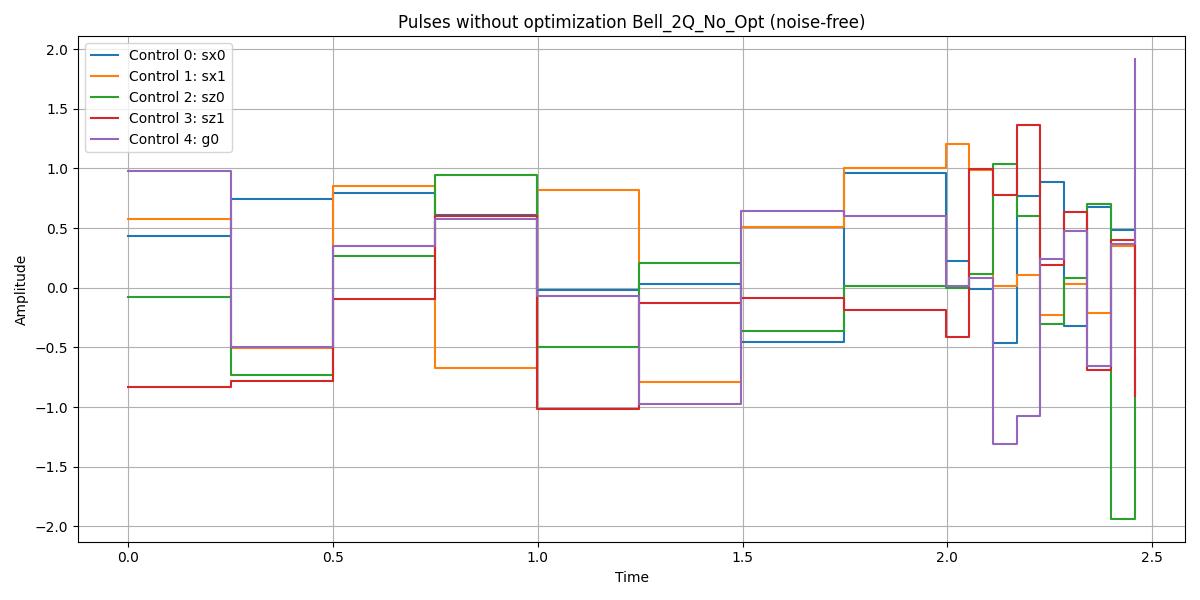 Pulses without optimization Bell_2Q_No_Opt (noise-free)
Amplitude
2.0
1.5
1.0
0.5
0.0
−0.5
−1.0
−1.5
−2.0
Control 0: sx0
Control 1: sx1
Control 2: sz0
Control 3: sz1
Control 4: g0
0.0 0.5 1.0 1.5 2.0 2.5
Time